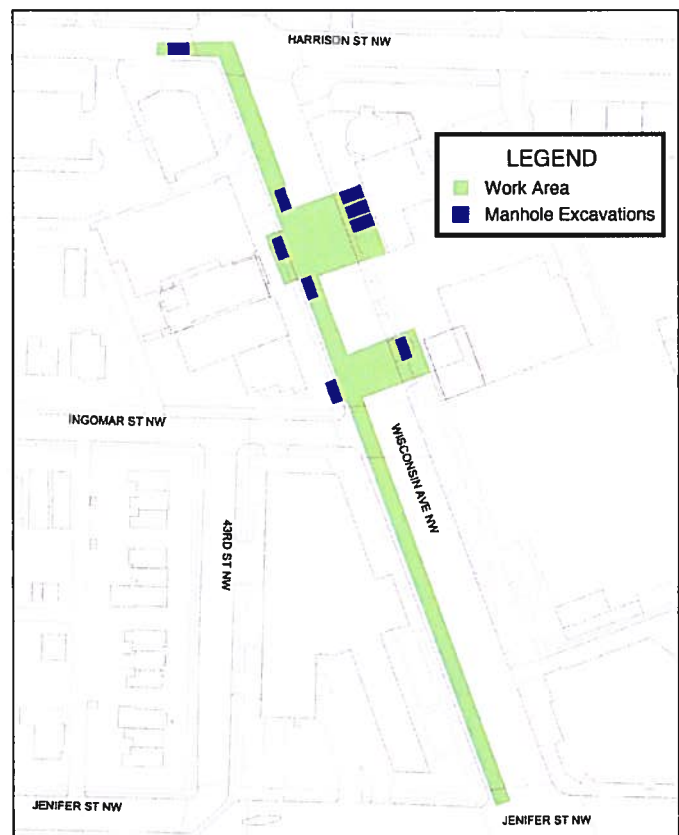 HARRISON ST NW
LEGEND
Work Area
Manhole Excavations
INGOMAR ST NW
WISCONSIN AVE NW
43RD ST NW
JENIFER ST NW
JENIFER ST NW